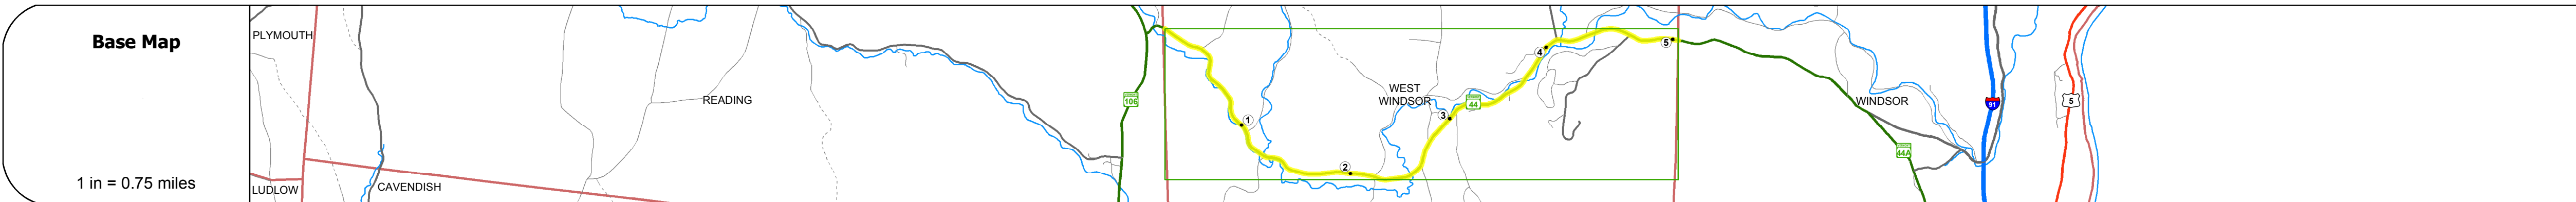 Base Map
1 in = 0.75 miles
PLYMOUTH
LUDLOW
CAVENDISH
READING
106
1
2
3
4
5
WEST
WINDSOR
44
WINDSOR
44A
91
5